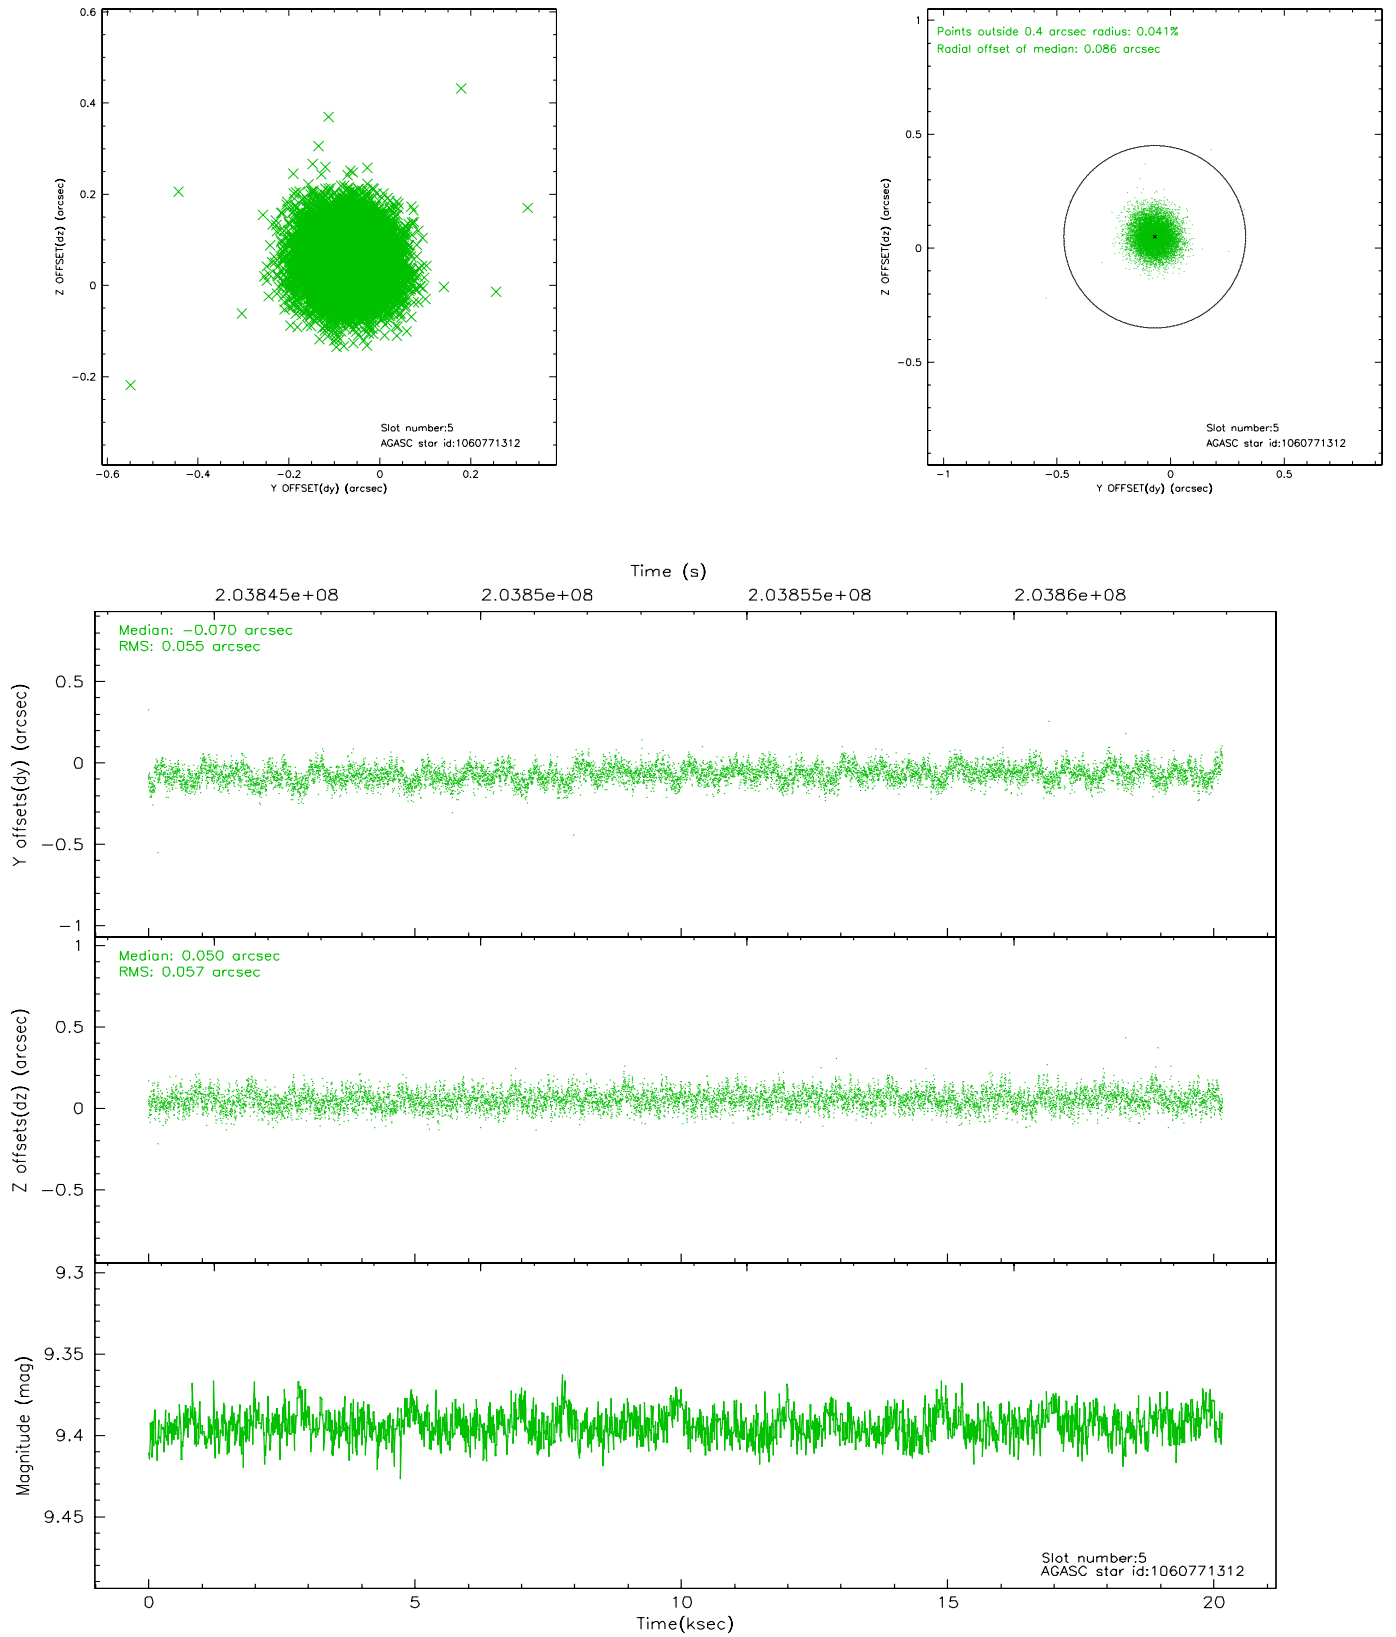 0.6
0.4
0.2
0
−0.2
Z OFFSET(dz) (arcsec)
Slot number:5
AGASC star id:1060771312
−0.6
−0.4
−0.2
0
0.2
Y OFFSET(dy) (arcsec)
Points outside 0.4 arcsec radius: 0.041%
Radial offset of median: 0.086 arcsec
1
0.5
0
−0.5
Z OFFSET(dz) (arcsec)
Slot number:5
AGASC star id:1060771312
−1
−0.5
0
0.5
Y OFFSET(dy) (arcsec)
Time (s)
2.03845e+08
2.0385e+08
2.03855e+08
2.0386e+08
Median: −0.070 arcsec
RMS: 0.055 arcsec
0.5
0
−0.5
−1
Y offsets(dy) (arcsec)
Median: 0.050 arcsec
RMS: 0.057 arcsec
1
0.5
0
−0.5
Z offsets(dz) (arcsec)
9.3
9.35
9.4
9.45
Magnitude (mag)
Slot number:5
AGASC star id:1060771312
0
5
10
15
20
Time(ksec)